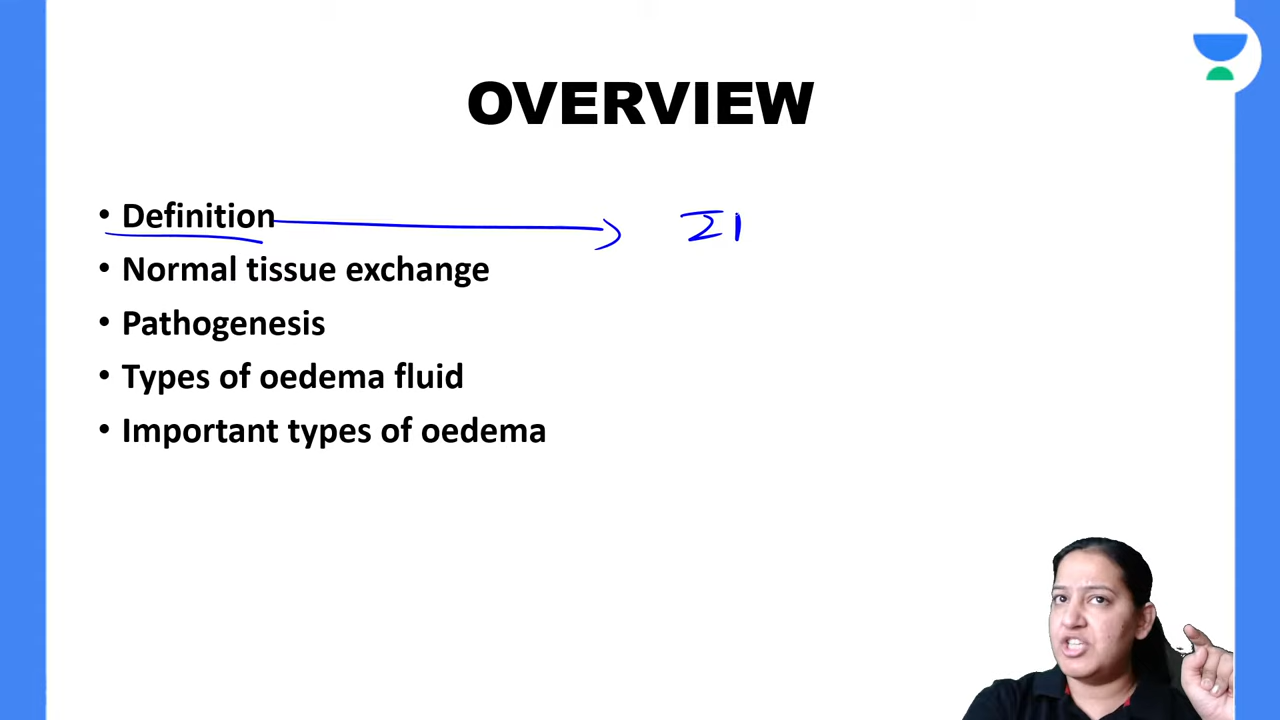 OVERVIEW
• Definition
• Normal tissue exchange
• Pathogenesis
• Types of oedema fluid
• Important types of oedema